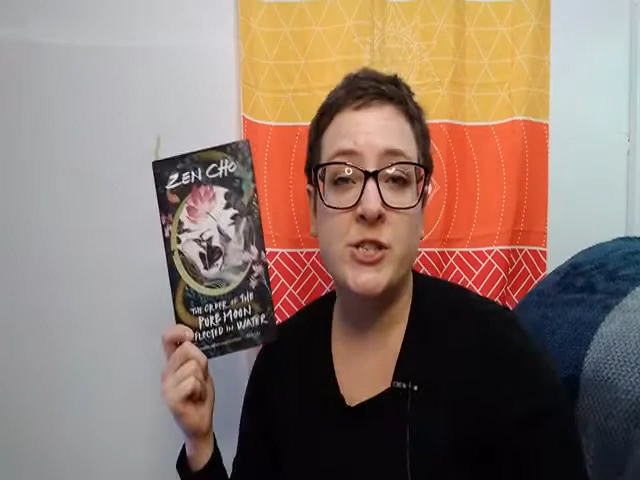 ZEN CHO
THE ORDER OF THE
PURE MOON
REFLECTED IN WATER